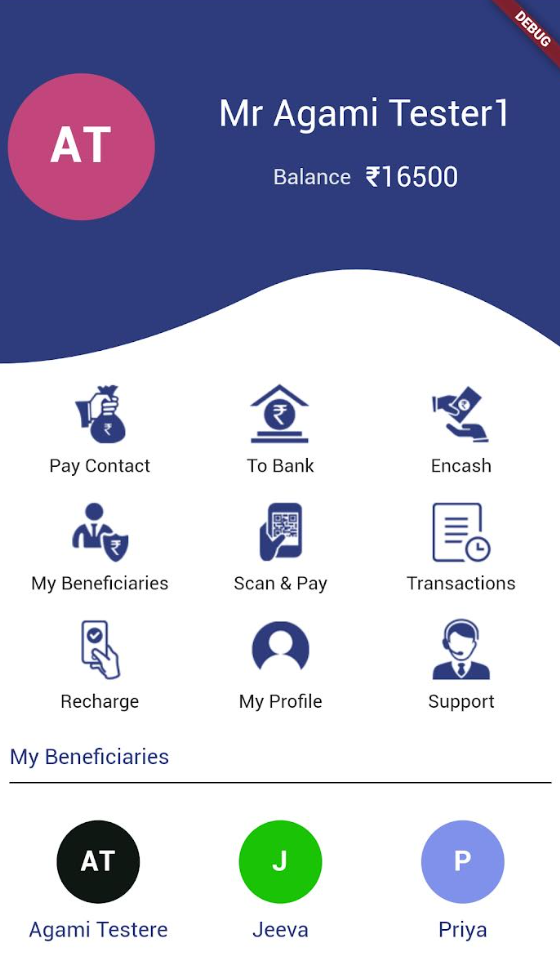 DEBUG
AT
Mr Agami Tester1
Balance ₹16500
Pay Contact
To Bank
Encash
My Beneficiaries
Scan & Pay
Transactions
Recharge
My Profile
Support
My Beneficiaries
AT
J
P
Agami Testere
Jeeva
Priya